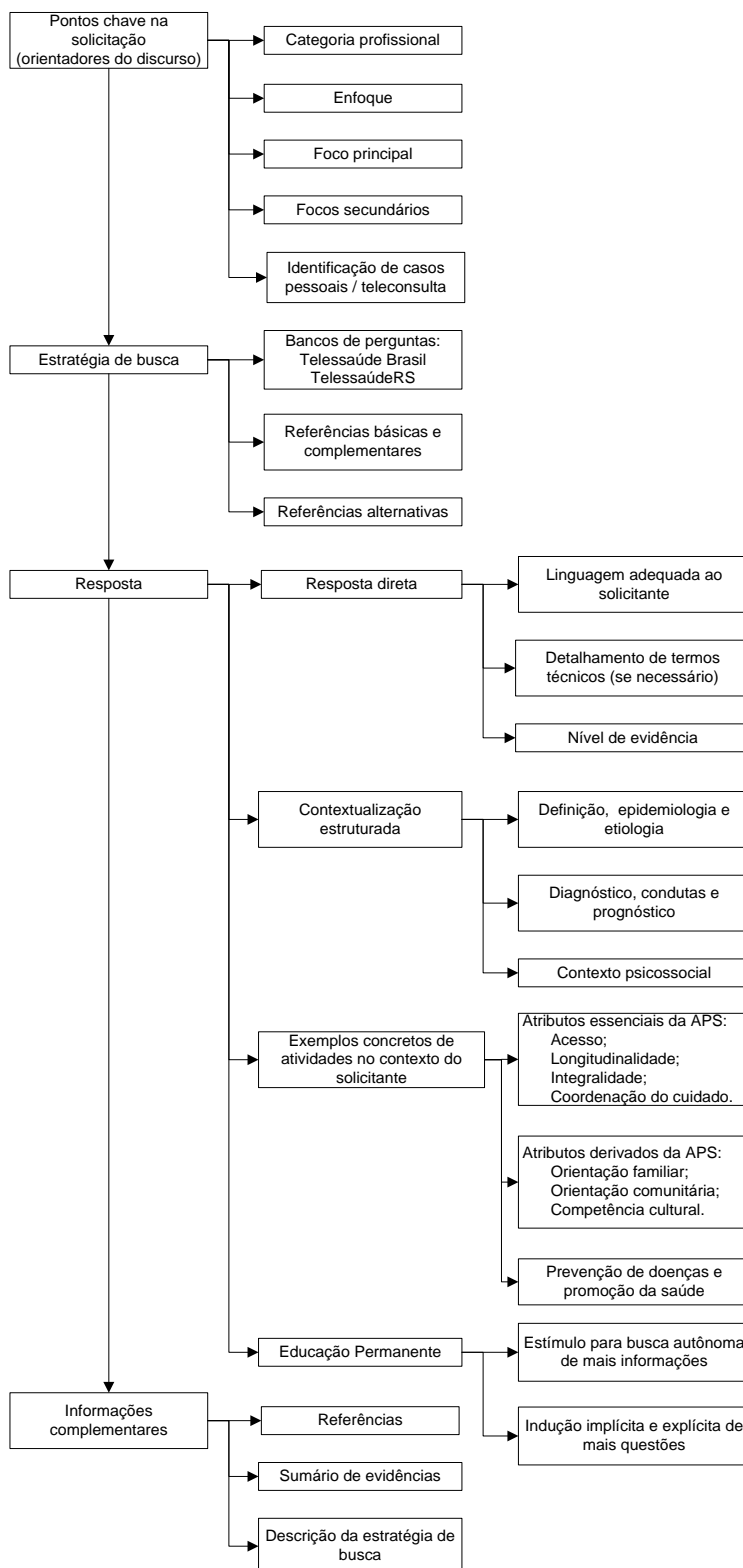 Pontos chave na
solicitação
(orientadores do discurso)
Categoria profissional
Enfoque
Foco principal
Focos secundários
Identificação de casos
pessoais / teleconsulta
Estratégia de busca
Bancos de perguntas:
Telessaúde Brasil
TelessaúdeRS
Referências básicas e
complementares
Referências alternativas
Resposta
Resposta direta
Linguagem adequada ao
solicitante
Detalhamento de termos
técnicos (se necessário)
Nível de evidência
Contextualização
estruturada
Definição, epidemiologia e
etiologia
Diagnóstico, condutas e
prognóstico
Contexto psicossocial
Exemplos concretos de
atividades no contexto do
solicitante
Atributos essenciais da APS:
Acesso;
Longitudinalidade;
Integralidade;
Coordenação do cuidado.
Atributos derivados da APS:
Orientação familiar;
Orientação comunitária;
Competência cultural.
Prevenção de doenças e
promoção da saúde
Educação Permanente
Estímulo para busca autônoma
de mais informações
Indução implícita e explícita de
mais questões
Informações
complementares
Referências
Sumário de evidências
Descrição da estratégia de
busca